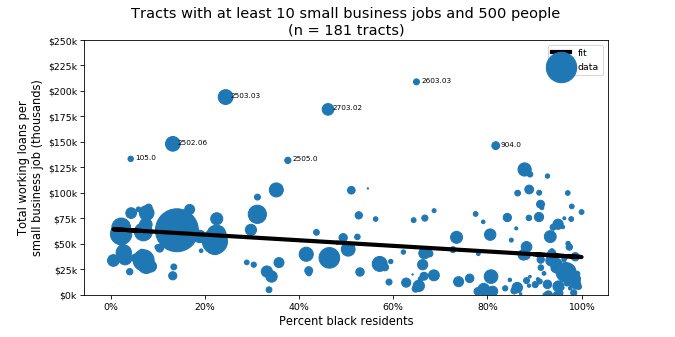 Tracts with at least 10 small business jobs and 500 people
(n = 181 tracts)
$250k
$225k
$200k
$175k
$150k
$125k
$100k
$75k
$50k
$25k
$0k
Total working loans per
small business job (thousands)
fit
data
2603.03
2503.03
2703.02
2502.06
904.0
105.0
2505.0
0%
20%
40%
60%
80%
100%
Percent black residents